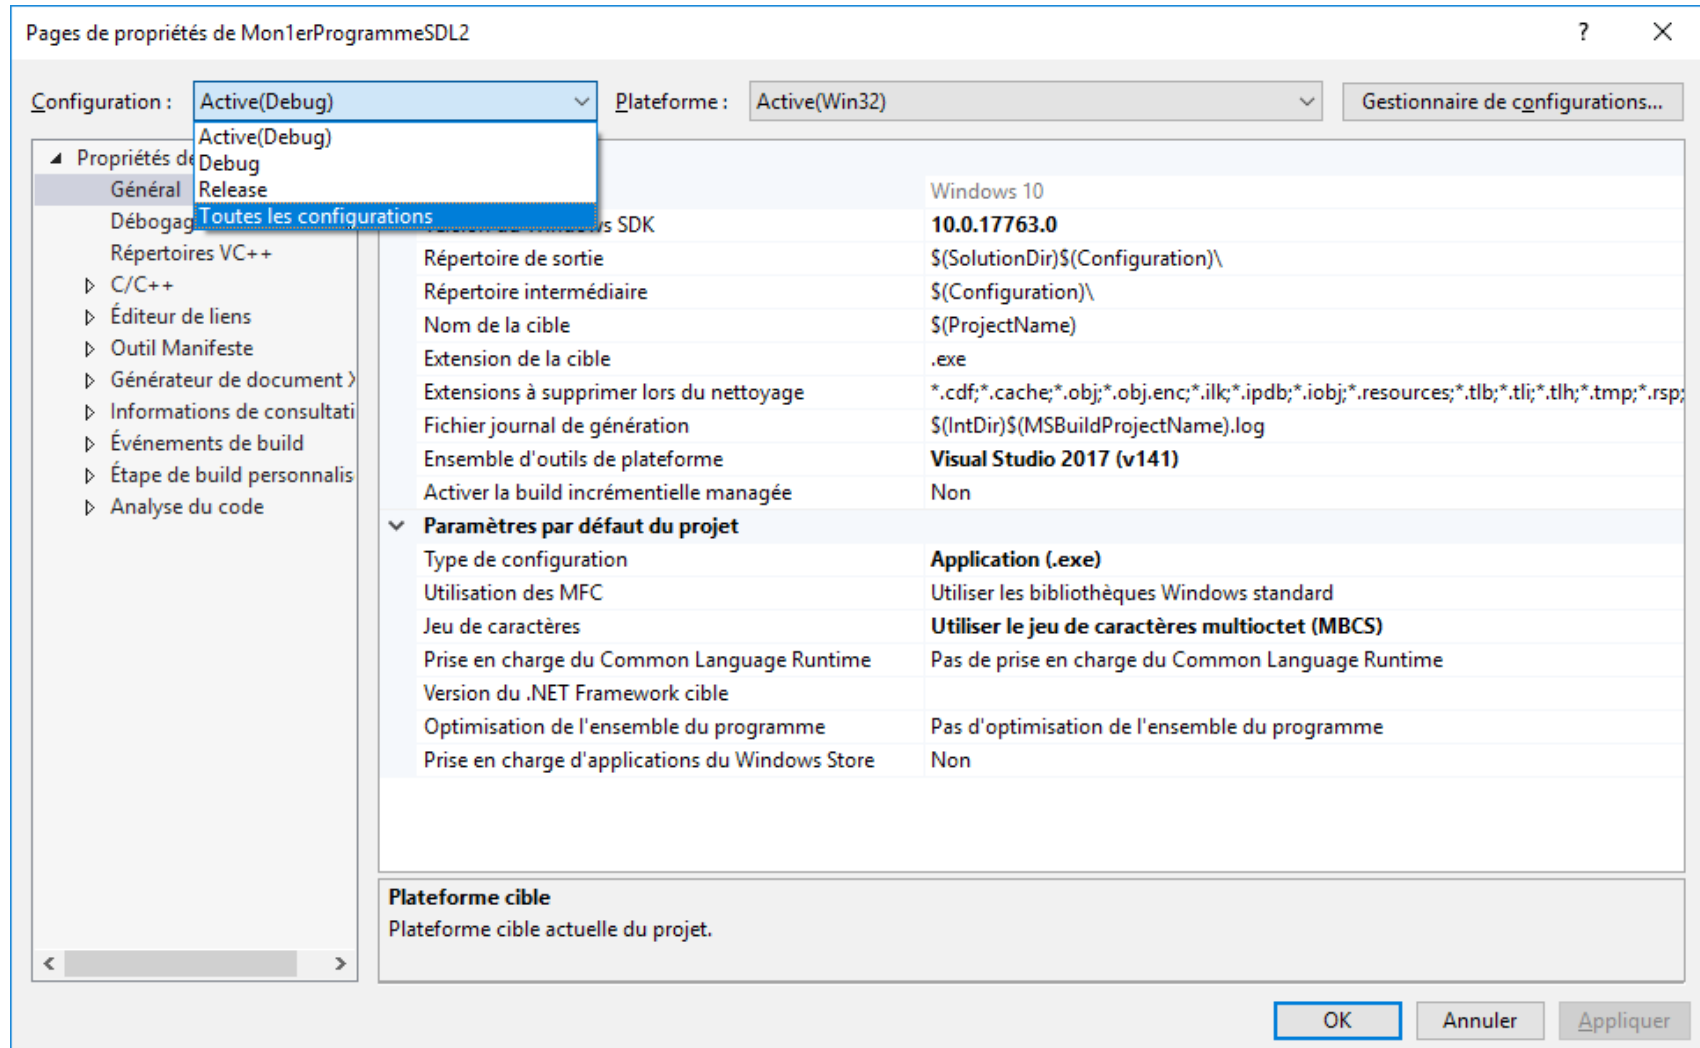 Pages de propriétés de Mon1erProgrammeSDL2 ?
Configuration : Active(Debug) Plateforme : Active(Win32) Gestionnaire de configurations...
Active(Debug)
Debug
Release
Toutes les configurations
Propriétés de
Général
Débogag
Répertoires VC++
C/C++
Éditeur de liens
Outil Manifeste
Générateur de document
Informations de consultati
Événements de build
Étape de build personnalis
Analyse du code
Windows 10
SDK 10.0.17763.0
Répertoire de sortie $(SolutionDir)$(Configuration)\
Répertoire intermédiaire $(Configuration)\
Nom de la cible $(ProjectName)
Extension de la cible .exe
Extensions à supprimer lors du nettoyage *.cdf;*.cache;*.obj;*.obj.enc;*.ilk;*.ipdb;*.iobj;*.resources;*.tlb;*.tli;*.tlh;*.tmp;*.rsp;
Fichier journal de génération $(IntDir)$(MSBuildProjectName).log
Ensemble d'outils de plateforme Visual Studio 2017 (v141)
Activer la build incrémentielle managée Non
Paramètres par défaut du projet
Type de configuration Application (.exe)
Utilisation des MFC Utiliser les bibliothèques Windows standard
Jeu de caractères Utiliser le jeu de caractères multioctet (MBCS)
Prise en charge du Common Language Runtime Pas de prise en charge du Common Language Runtime
Version du .NET Framework cible
Optimisation de l'ensemble du programme Pas d'optimisation de l'ensemble du programme
Prise en charge d'applications du Windows Store Non
Plateforme cible
Plateforme cible actuelle du projet.
OK Annuler Appliquer